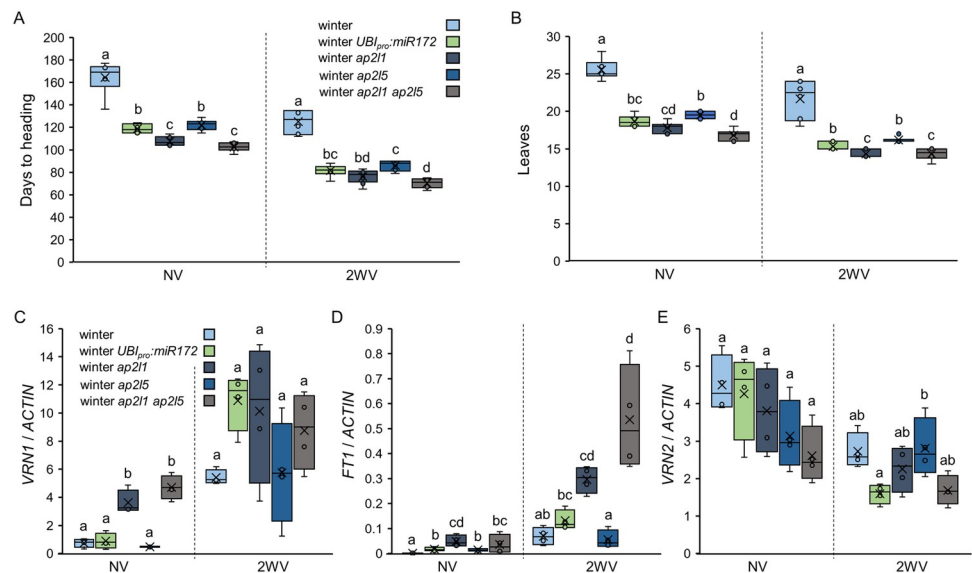 A
Days to heading
200
180
160
140
120
100
80
60
40
20
0
a
b
c
b
c
a
bc
bd
c
d
NV
2WV
winter
winter UBIpro:miR172
winter ap2l1
winter ap2l5
winter ap2l1 ap2l5
B
Leaves
30
25
20
15
10
5
0
a
bc
cd
b
d
a
b
c
b
c
NV
2WV
C
VRN1 / ACTIN
16
14
12
10
8
6
4
2
0
winter
winter UBIpro:miR172
winter ap2l1
winter ap2l5
winter ap2l1 ap2l5
a
a
b
a
b
a
a
a
a
a
NV
2WV
D
FT1 / ACTIN
0.9
0.8
0.7
0.6
0.5
0.4
0.3
0.2
0.1
0
a
b
cd
b
bc
ab
bc
cd
a
d
NV
2WV
E
VRN2 / ACTIN
6
5
4
3
2
1
0
a
a
a
a
a
ab
a
ab
b
ab
NV
2WV